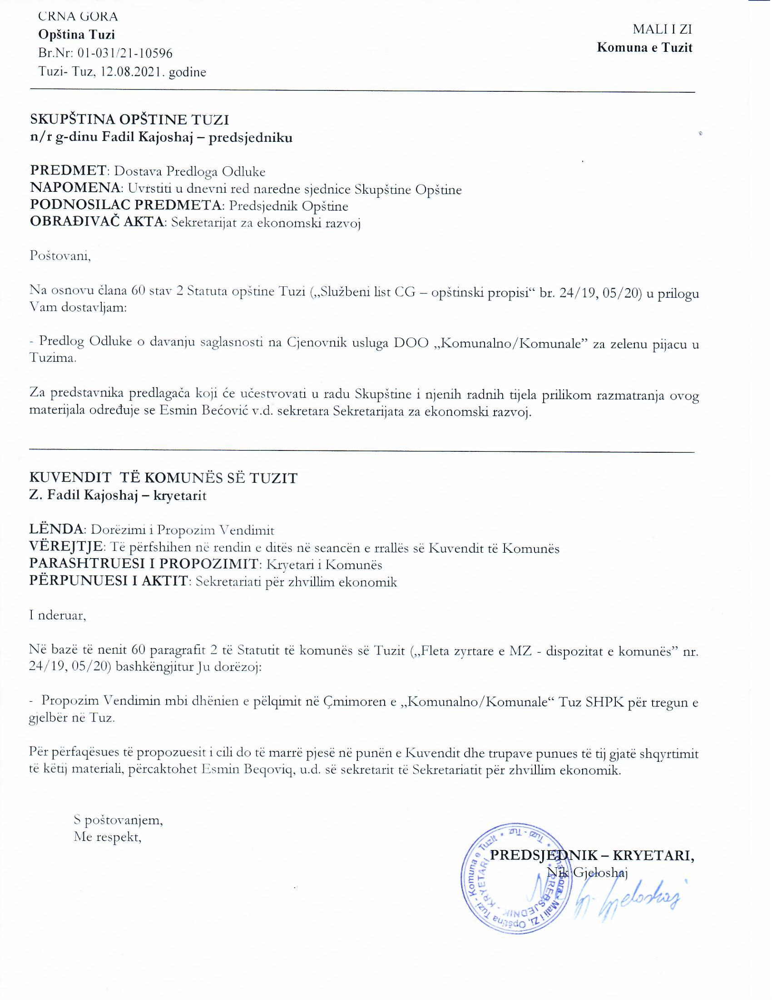 CRNA GORA
Opština Tuzi
Br.Nr: 01-031/21-10596
Tuzi- Tuz, 12.08.2021. godine
MALI I ZI
Komuna e Tuzit
SKUPŠTINA OPŠTINE TUZI
n/r g-dinu Fadil Kajoshaj – predsjedniku
PREDMET: Dostava Predloga Odluke
NAPOMENA: Uvrstiti u dnevni red naredne sjednice Skupštine Opštine
PODNOSILAC PREDMETA: Predsjednik Opštine
OBRAĐIVAČ AKTA: Sekretarijat za ekonomski razvoj
Poštovani,
Na osnovu člana 60 stav 2 Statuta opštine Tuzi („Službeni list CG – opštinski propisi“ br. 24/19, 05/20) u prilogu
Vam dostavljam:
- Predlog Odluke o davanju saglasnosti na Cjenovnik usluga DOO „Komunalno/Komunale” za zelenu pijacu u
Tuzima.
Za predstavnika predlagača koji će učestvovati u radu Skupštine i njenih radnih tijela prilikom razmatranja ovog
materijala određuje se Esmin Bećović v.d. sekretara Sekretarijata za ekonomski razvoj.
KUVENDIT TË KOMUNËS SË TUZIT
Z. Fadil Kajoshaj – kryetarit
LËNDA: Dorëzimi i Propozim Vendimit
VËREJTJE: Të përfshihen në rendin e ditës në seancën e rrallës së Kuvendit të Komunës
PARASHTRUESI I PROPOZIMIT: Kryetari i Komunës
PËRPUNUESI I AKTIT: Sekretariati për zhvillim ekonomik
I nderuar,
Në bazë të nenit 60 paragrafit 2 të Statutit të komunës së Tuzit („Fleta zyrtare e MZ - dispozitat e komunës” nr.
24/19, 05/20) bashkëngjitur Ju dorëzoj:
- Propozim Vendimin mbi dhënien e pëlqimit në Çmimoren e „Komunalno/Komunale“ Tuz SHPK për tregun e
gjelbër në Tuz.
Për përfaqësues të propozuesit i cili do të marrë pjesë në punën e Kuvendit dhe trupave punues të tij gjatë shqyrtimit
të këtij materiali, përcaktohet Esmin Beqoviq, u.d. së sekretarit të Sekretariatit për zhvillim ekonomik.
S poštovanjem,
Me respekt,
PREDSJEDNIK – KRYETARI,
Nik Gjeloshaj
Crna Gora - Mali i Zi, Opština Tuzi - Komuna e Tuzit * Tuzi - Tuz *
* PREDSJEDNIK - KRYETARI
N. Gj. Gjeloshaj